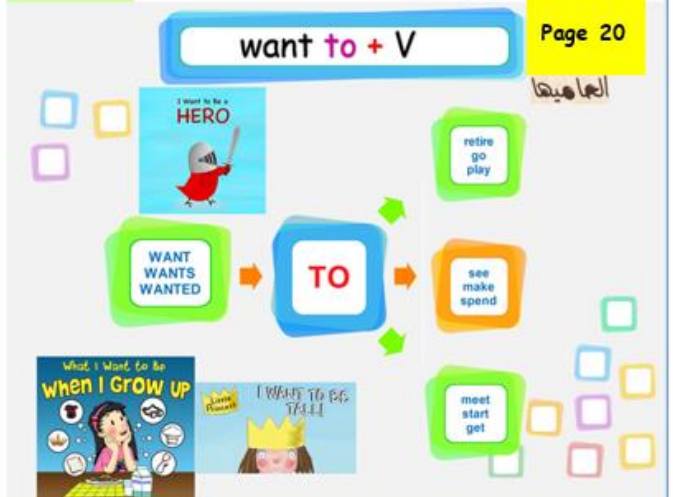 want to + V
Page 20
I Want to Be a
HERO
retire
go
play
WANT
WANTS
WANTED
TO
see
make
spend
What I Want to Be
When I GROW UP
Little
Princess
I WANT TO BE
TALL!
meet
start
get